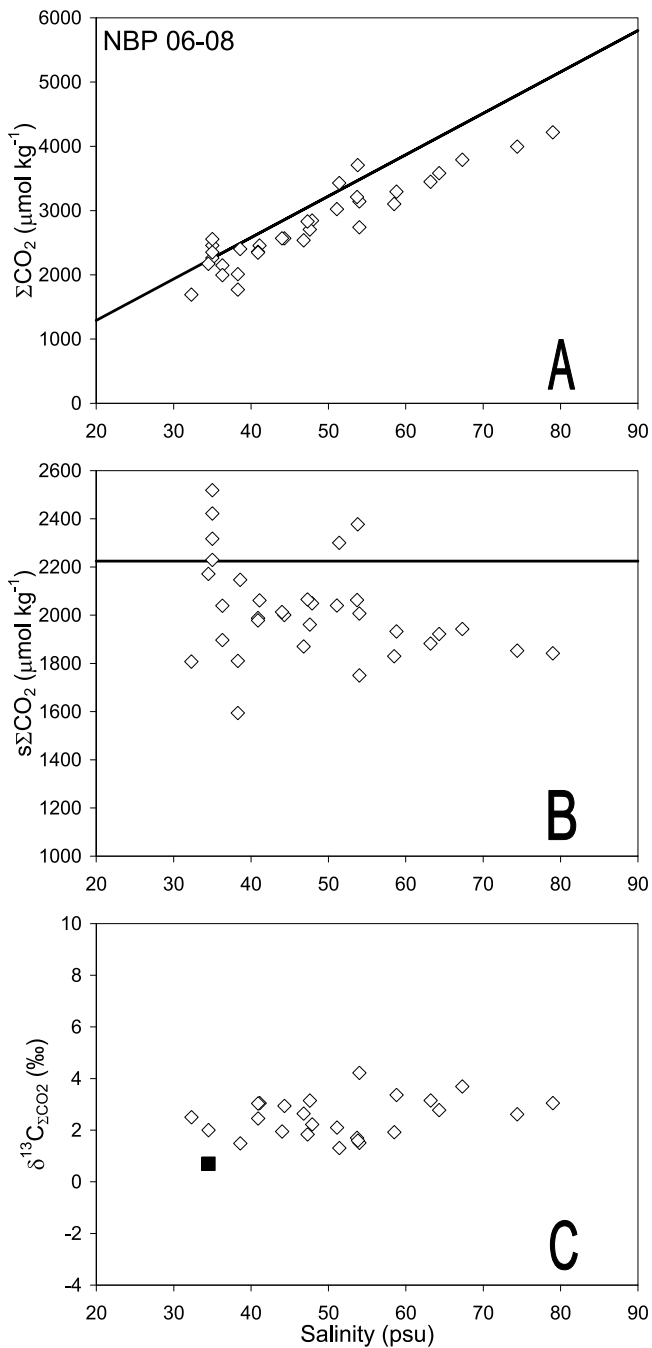 NBP 06-08
6000
5000
4000
3000
2000
1000
0
ΣCO₂ (μmol kg⁻¹)
A
20 30 40 50 60 70 80 90
2600
2400
2200
2000
1800
1600
1400
1200
1000
sΣCO₂ (μmol kg⁻¹)
B
20 30 40 50 60 70 80 90
10
8
6
4
2
0
-2
-4
δ¹³C_ΣCO2 (‰)
C
20 30 40 50 60 70 80 90
Salinity (psu)